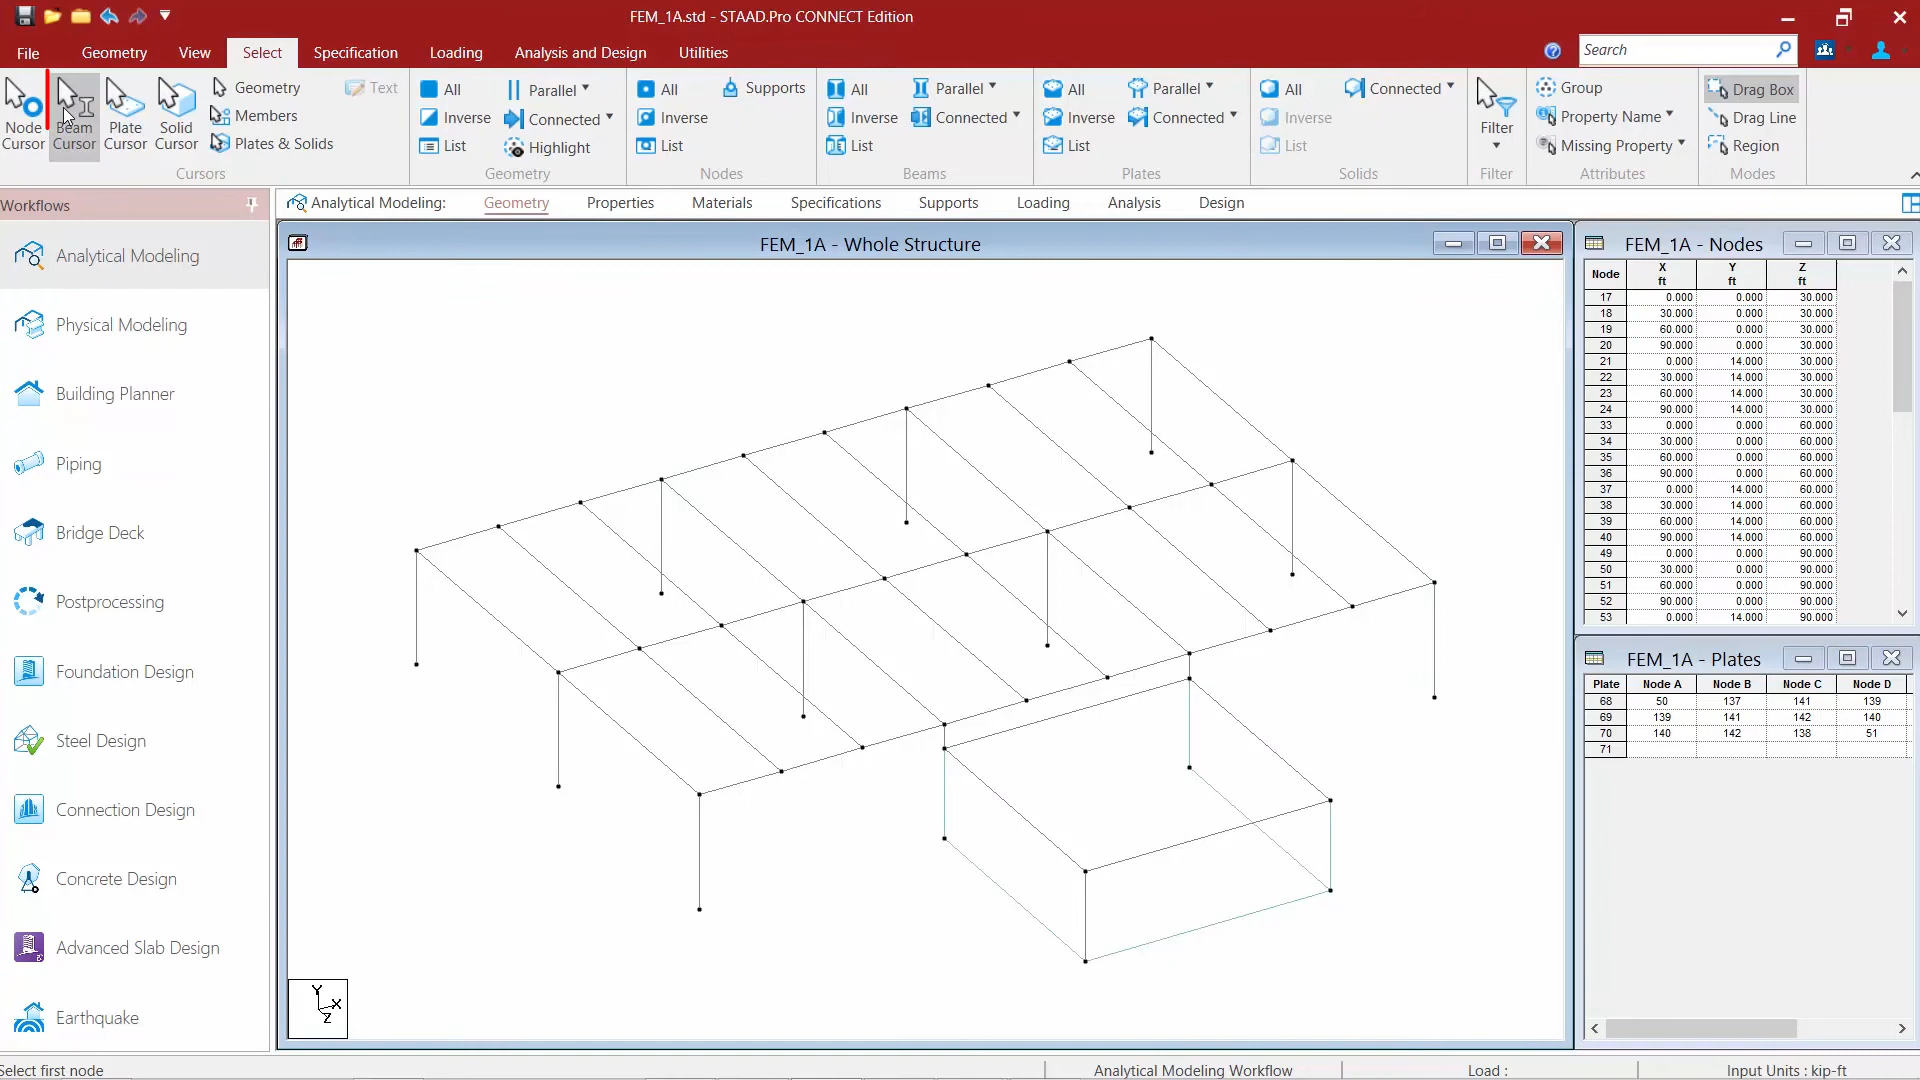 FEM_1A.std - STAAD.Pro CONNECT Edition
File Geometry View Select Specification Loading Analysis and Design Utilities
Search
Node Cursor
Beam Cursor
Plate Cursor
Solid Cursor
Geometry
Members
Plates & Solids
Text
Cursors
All
Inverse
List
Parallel
Connected
Highlight
Geometry
All
Inverse
List
Supports
Nodes
All
Inverse
List
Parallel
Connected
Beams
All
Inverse
List
Parallel
Connected
Plates
All
Inverse
List
Connected
Solids
Filter
Filter
Group
Property Name
Missing Property
Attributes
Drag Box
Drag Line
Region
Modes
Workflows
Analytical Modeling: Geometry Properties Materials Specifications Supports Loading Analysis Design
Analytical Modeling
Physical Modeling
Building Planner
Piping
Bridge Deck
Postprocessing
Foundation Design
Steel Design
Connection Design
Concrete Design
Advanced Slab Design
Earthquake
FEM_1A - Whole Structure
Y
X
Z
FEM_1A - Nodes
Node X ft Y ft Z ft
17 0.000 0.000 30.000
18 30.000 0.000 30.000
19 60.000 0.000 30.000
20 90.000 0.000 30.000
21 0.000 14.000 30.000
22 30.000 14.000 30.000
23 60.000 14.000 30.000
24 90.000 14.000 30.000
33 0.000 0.000 60.000
34 30.000 0.000 60.000
35 60.000 0.000 60.000
36 90.000 0.000 60.000
37 0.000 14.000 60.000
38 30.000 14.000 60.000
39 60.000 14.000 60.000
40 90.000 14.000 60.000
49 0.000 0.000 90.000
50 30.000 0.000 90.000
51 60.000 0.000 90.000
52 90.000 0.000 90.000
53 0.000 14.000 90.000
FEM_1A - Plates
Plate Node A Node B Node C Node D
68 50 137 141 139
69 139 141 142 140
70 140 142 138 51
71
Select first node
Analytical Modeling Workflow
Load :
Input Units : kip-ft